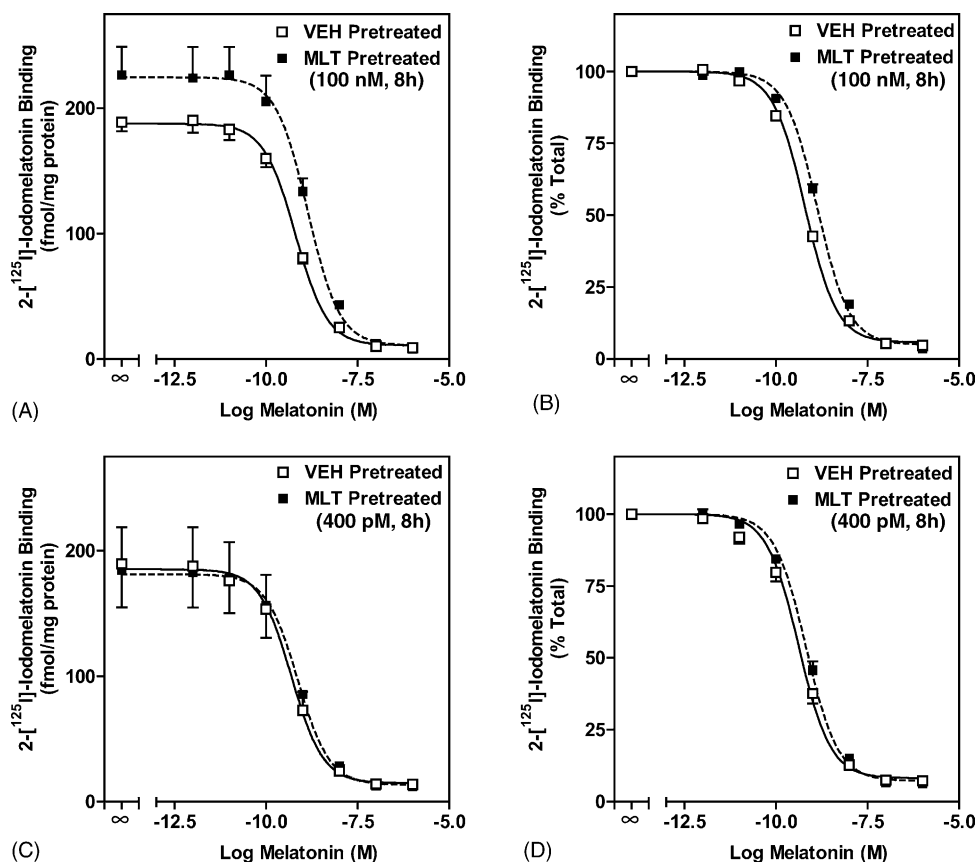 VEH Pretreated
MLT Pretreated
(100 nM, 8h)
2-[125I]-Iodomelatonin Binding
(fmol/mg protein)
200
100
0
∞
-12.5
-10.0
-7.5
-5.0
Log Melatonin (M)
(A)
VEH Pretreated
MLT Pretreated
(100 nM, 8h)
2-[125I]-Iodomelatonin Binding
(% Total)
100
75
50
25
0
∞
-12.5
-10.0
-7.5
-5.0
Log Melatonin (M)
(B)
VEH Pretreated
MLT Pretreated
(400 pM, 8h)
2-[125I]-Iodomelatonin Binding
(fmol/mg protein)
200
100
0
∞
-12.5
-10.0
-7.5
-5.0
Log Melatonin (M)
(C)
VEH Pretreated
MLT Pretreated
(400 pM, 8h)
2-[125I]-Iodomelatonin Binding
(% Total)
100
75
50
25
0
∞
-12.5
-10.0
-7.5
-5.0
Log Melatonin (M)
(D)